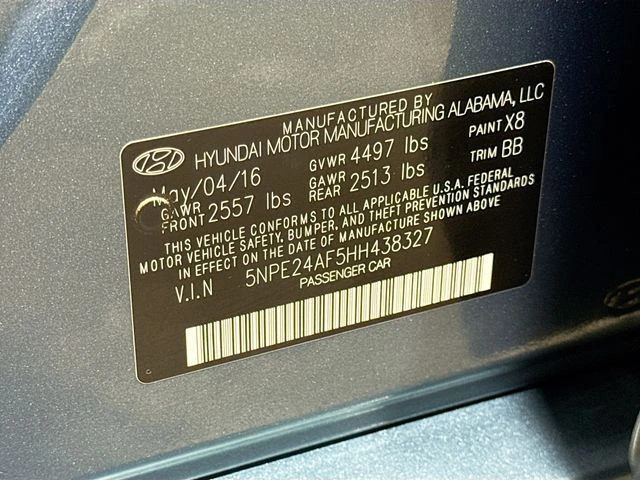 MANUFACTURED BY
HYUNDAI MOTOR MANUFACTURING ALABAMA, LLC
May/04/16 GVWR 4497 lbs PAINT X8
GAWR FRONT 2557 lbs GAWR REAR 2513 lbs TRIM BB
THIS VEHICLE CONFORMS TO ALL APPLICABLE U.S.A. FEDERAL
MOTOR VEHICLE SAFETY, BUMPER, AND THEFT PREVENTION STANDARDS
IN EFFECT ON THE DATE OF MANUFACTURE SHOWN ABOVE
V.I.N 5NPE24AF5HH438327
PASSENGER CAR